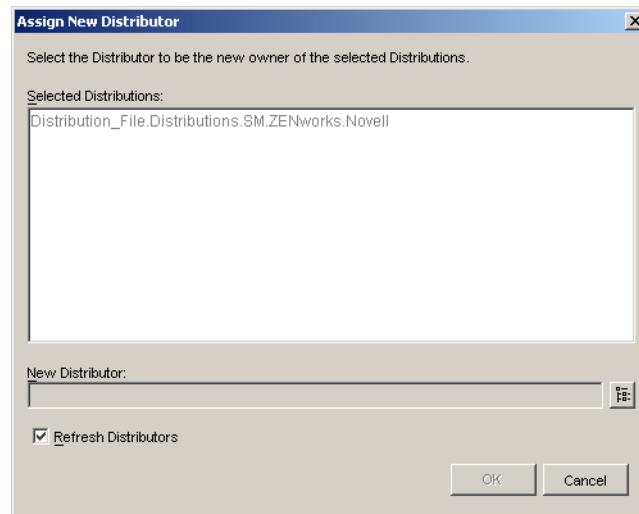 Assign New Distributor
Select the Distributor to be the new owner of the selected Distributions.
Selected Distributions:
Distribution_File.Distributions.SM.ZENworks.Novell
New Distributor:
Refresh Distributors
OK
Cancel